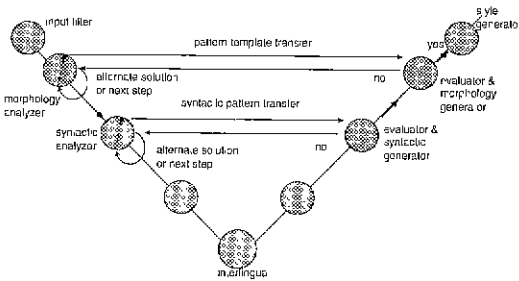 input filter
style
generator
pattern template transfer
yes
alternate solution
or next step
no
morphology
analyzer
evaluator &
morphology
generator
syntactic pattern transfer
syntactic
analyzer
evaluator &
syntactic
generator
alternate solution
or next step
no
interlingua